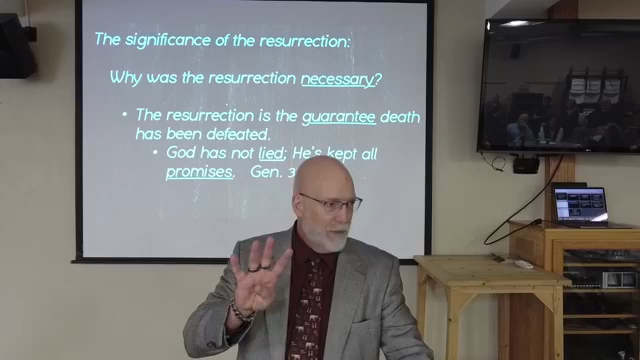 The significance of the resurrection:
Why was the resurrection necessary?
• The resurrection is the guarantee death
has been defeated.
• God has not lied; He's kept all
promises. Gen. 3